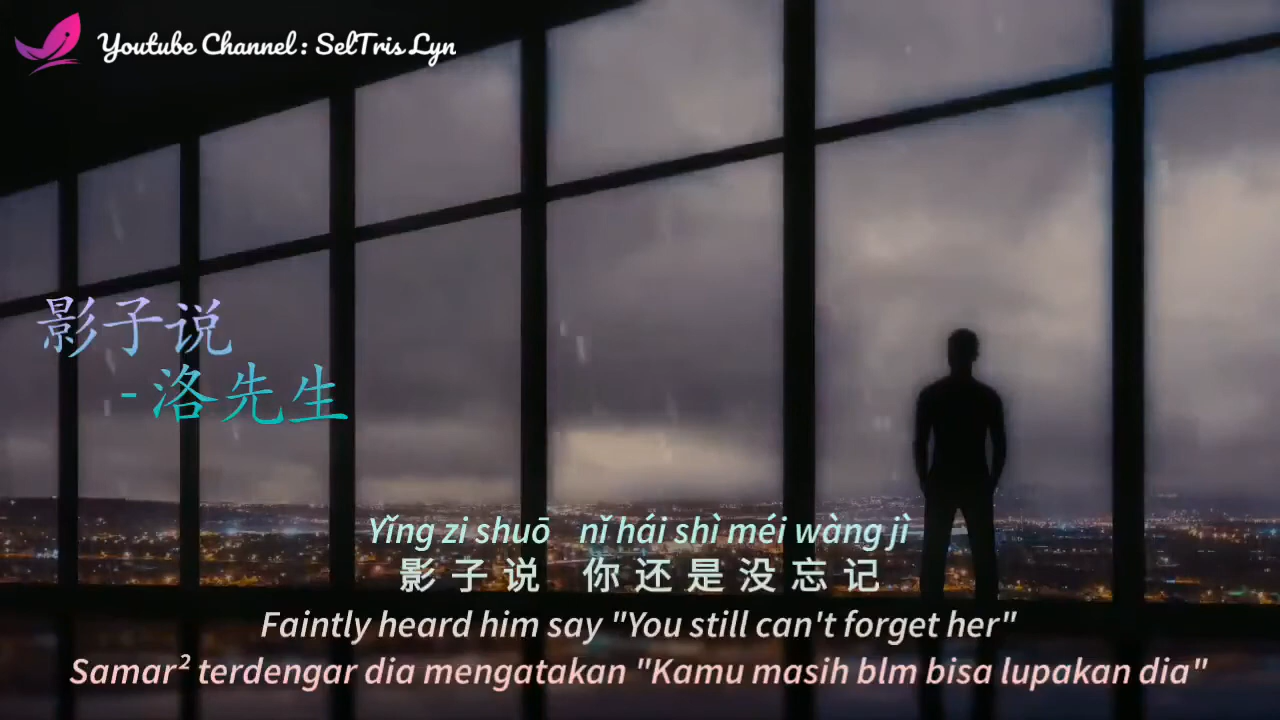 Youtube Channel : SelTris Lyn
影子说
-洛先生
Yǐng zi shuō nǐ hái shì méi wàng jì
影子说 你还是没忘记
Faintly heard him say "You still can't forget her"
Samar² terdengar dia mengatakan "Kamu masih blm bisa lupakan dia"